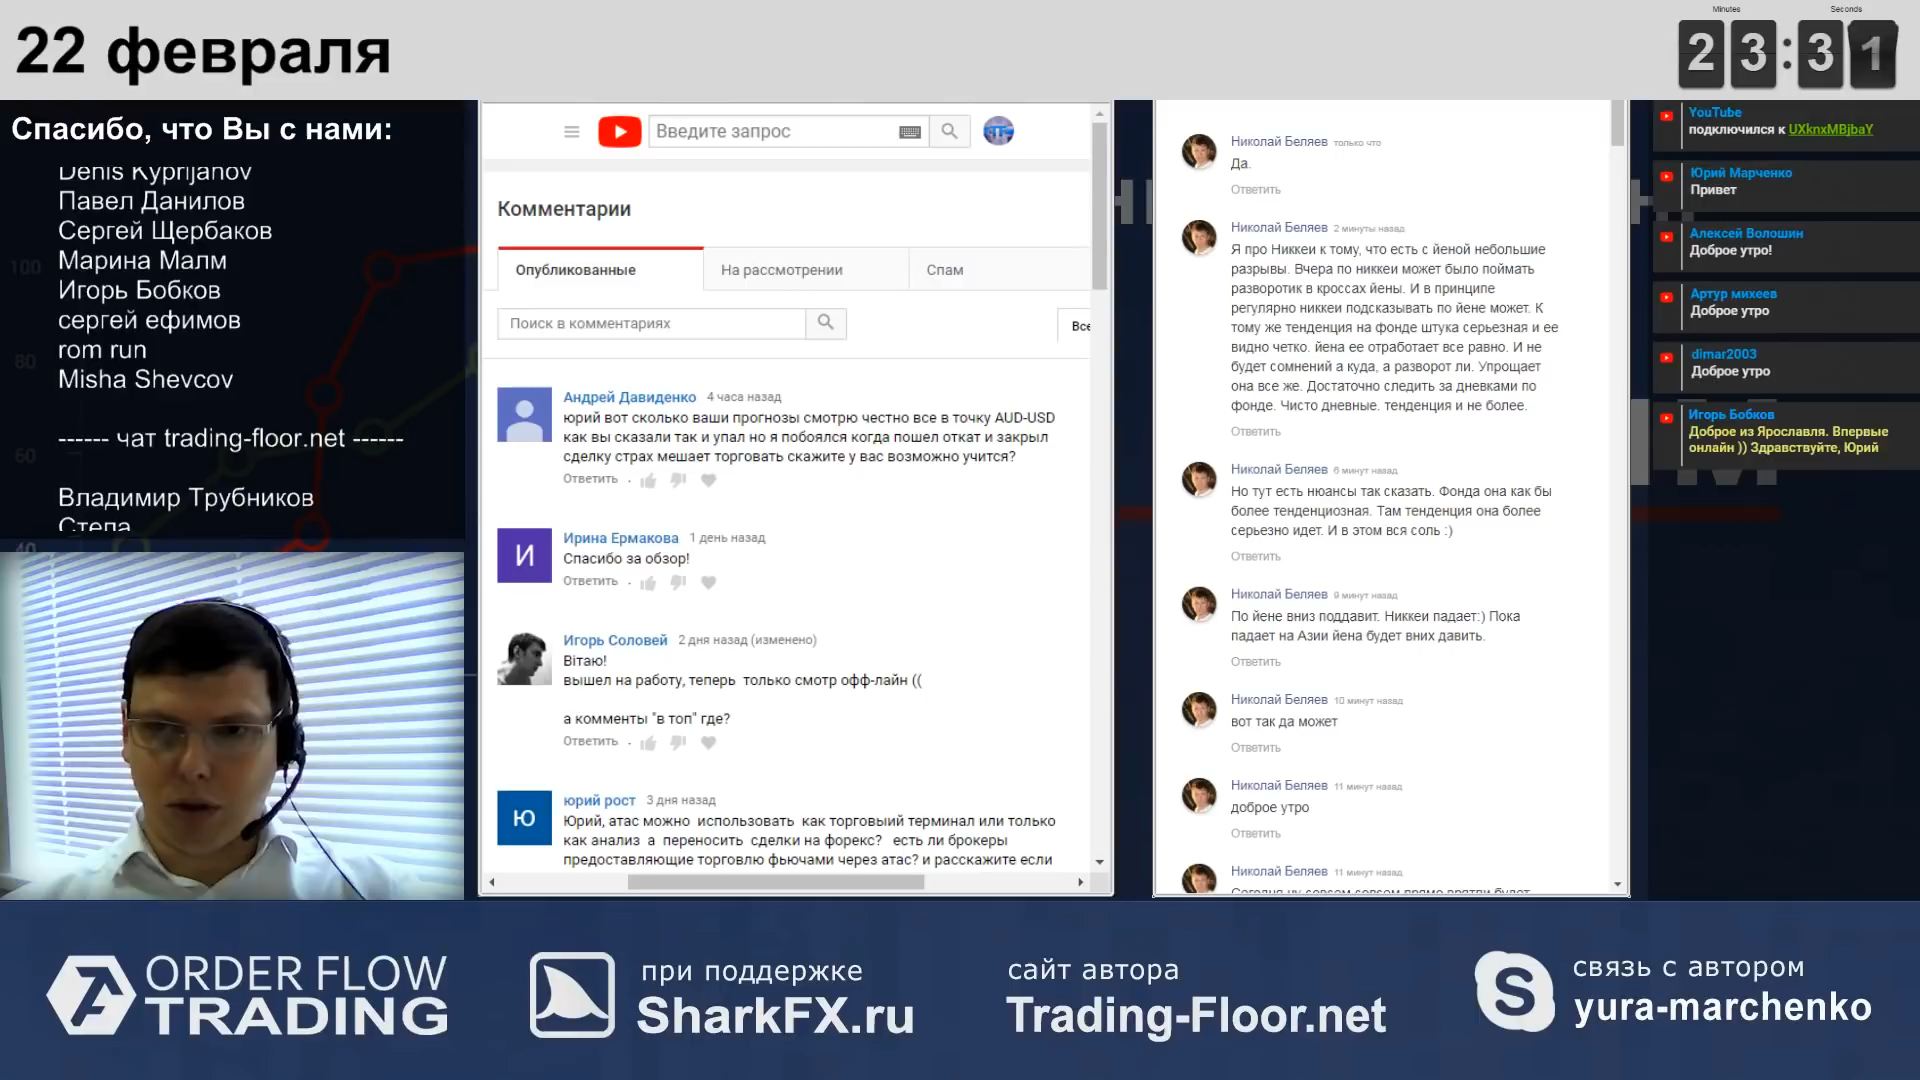 22 февраля
Minutes
Seconds
23:31
Спасибо, что Вы с нами:
Denis Kyprijanov
Павел Данилов
Сергей Щербаков
Марина Малм
Игорь Бобков
сергей ефимов
rom run
Misha Shevcov
------ чат trading-floor.net ------
Владимир Трубников
Степа
100
80
60
40
Введите запрос
Комментарии
Опубликованные
На рассмотрении
Спам
Поиск в комментариях
Все
Андрей Давиденко 4 часа назад
юрий вот сколько ваши прогнозы смотрю честно все в точку AUD-USD
как вы сказали так и упал но я побоялся когда пошел откат и закрыл
сделку страх мешает торговать скажите у вас возможно учится?
Ответить
И
Ирина Ермакова 1 день назад
Спасибо за обзор!
Ответить
Игорь Соловей 2 дня назад (изменено)
Вітаю!
вышел на работу, теперь только смотр офф-лайн ((
а комменты "в топ" где?
Ответить
Ю
юрий рост 3 дня назад
Юрий, атас можно использовать как торговыий терминал или только
как анализ а переносить сделки на форекс? есть ли брокеры
предоставляющие торговлю фьючами через атас? и расскажите если
Николай Беляев только что
Да.
Ответить
Николай Беляев 2 минуты назад
Я про Никкеи к тому, что есть с йеной небольшие
разрывы. Вчера по никкеи может было поймать
разворотик в кроссах йены. И в принципе
регулярно никкеи подсказывать по йене может. К
тому же тенденция на фонде штука серьезная и ее
видно четко. йена ее отработает все равно. И не
будет сомнений а куда, а разворот ли. Упрощает
она все же. Достаточно следить за дневками по
фонде. Чисто дневные. тенденция и не более.
Ответить
Николай Беляев 6 минут назад
Но тут есть нюансы так сказать. Фонда она как бы
более тенденциозная. Там тенденция она более
серьезно идет. И в этом вся соль :)
Ответить
Николай Беляев 9 минут назад
По йене вниз поддавит. Никкеи падает:) Пока
падает на Азии йена будет вних давить.
Ответить
Николай Беляев 10 минут назад
вот так да может
Ответить
Николай Беляев 11 минут назад
доброе утро
Ответить
Николай Беляев 11 минут назад
YouTube
подключился к UXknxMBjbaY
Юрий Марченко
Привет
Алексей Волошин
Доброе утро!
Артур михеев
Доброе утро
dimar2003
Доброе утро
Игорь Бобков
Доброе из Ярославля. Впервые
онлайн )) Здравствуйте, Юрий
ORDER FLOW
TRADING
при поддержке
SharkFX.ru
сайт автора
Trading-Floor.net
S
связь с автором
yura-marchenko